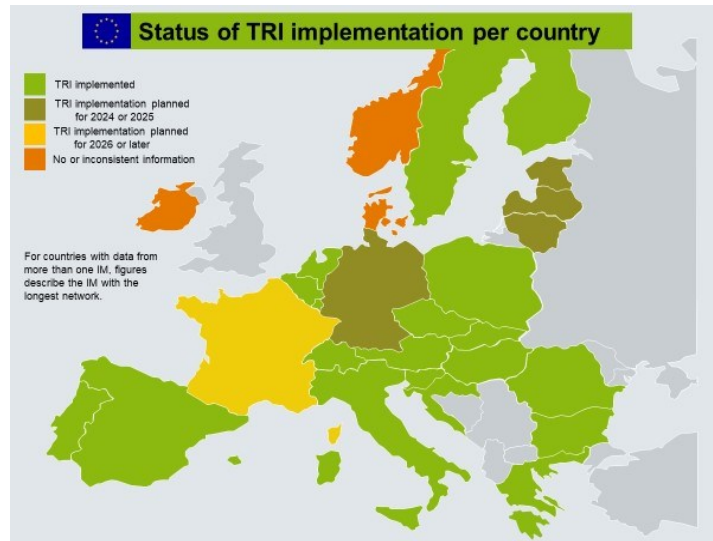 Status of TRI implementation per country
TRI implemented
TRI implementation planned
for 2024 or 2025
TRI implementation planned
for 2026 or later
No or inconsistent information
For countries with data from
more than one IM, figures
describe the IM with the
longest network.